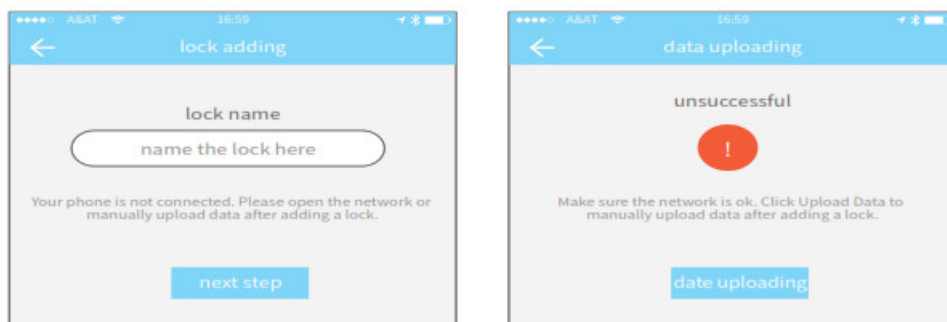 A&AT 16:59
lock adding
lock name
name the lock here
Your phone is not connected. Please open the network or
manually upload data after adding a lock.
next step
A&AT 16:59
data uploading
unsuccessful
!
Make sure the network is ok. Click Upload Data to
manually upload data after adding a lock.
date uploading